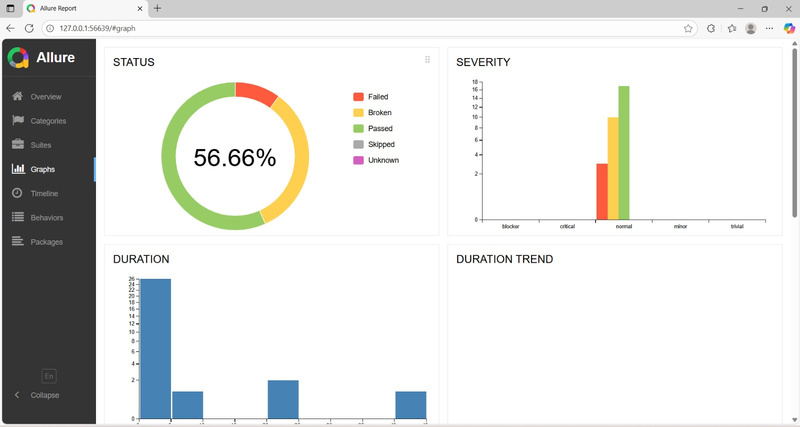 Allure Report
127.0.0.1:56639/#graph
Allure
Overview
Categories
Suites
Graphs
Timeline
Behaviors
Packages
En
Collapse
STATUS
56.66%
Failed
Broken
Passed
Skipped
Unknown
SEVERITY
18
16
14
12
10
8
6
4
2
0
blocker
critical
normal
minor
trivial
DURATION
26
24
22
20
18
16
14
12
10
8
6
4
2
0
DURATION TREND